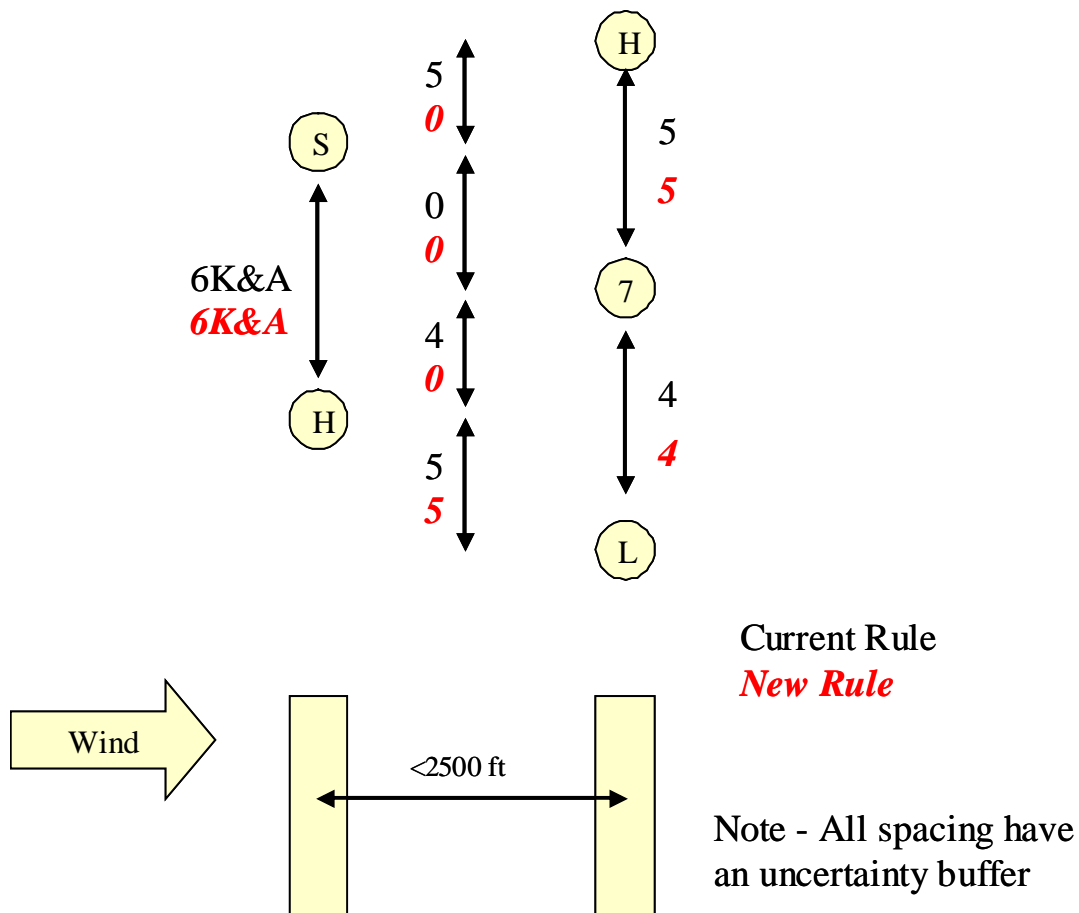 H
5
0
S
5
5
0
0
6K&A
6K&A
7
4
0
4
4
H
5
5
L
Current Rule
New Rule
Wind
<2500 ft
Note - All spacing have
an uncertainty buffer